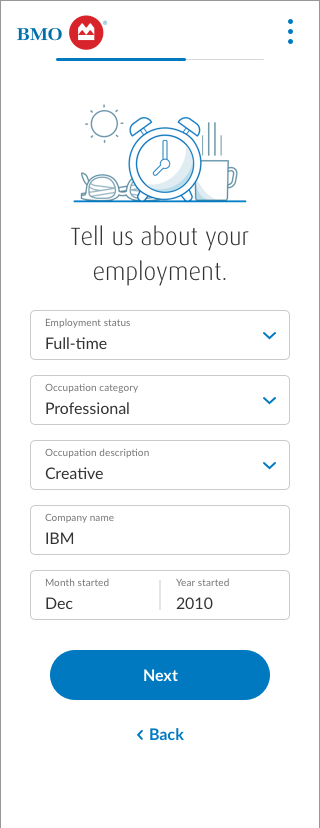 BMO
Tell us about your
employment.
Employment status
Full-time
Occupation category
Professional
Occupation description
Creative
Company name
IBM
Month started Year started
Dec 2010
Next
Back